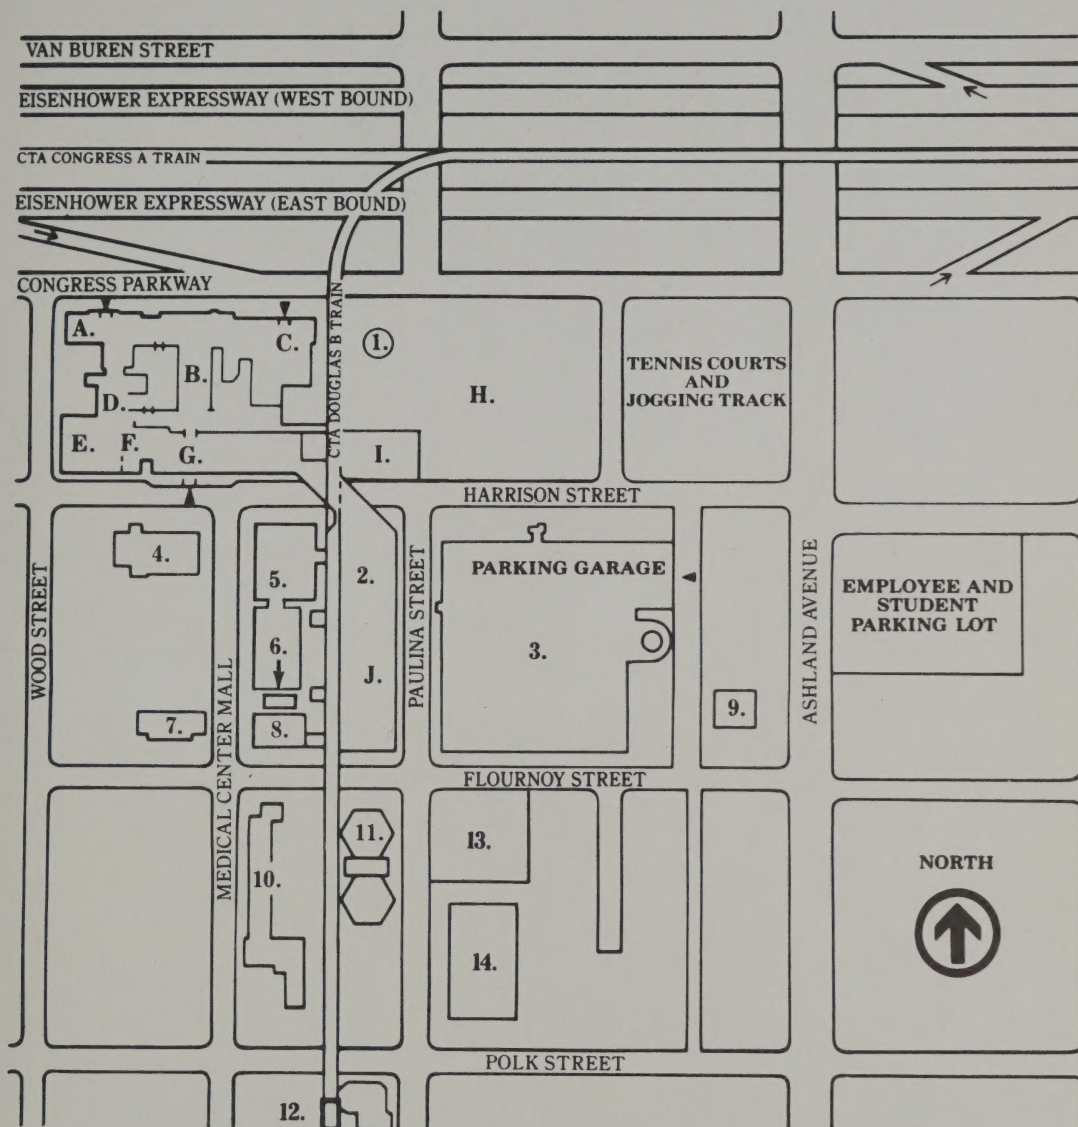 VAN BUREN STREET
EISENHOWER EXPRESSWAY (WEST BOUND)
CTA CONGRESS A TRAIN
EISENHOWER EXPRESSWAY (EAST BOUND)
CONGRESS PARKWAY
A.
C.
B.
D.
E.
F.
G.
CTA DOUGLAS B TRAIN
1.
H.
I.
TENNIS COURTS
AND
JOGGING TRACK
HARRISON STREET
WOOD STREET
4.
MEDICAL CENTER MALL
5.
6.
7.
8.
2.
J.
PAULINA STREET
PARKING GARAGE
3.
9.
ASHLAND AVENUE
EMPLOYEE AND
STUDENT
PARKING LOT
FLOURNOY STREET
10.
11.
13.
14.
NORTH
POLK STREET
12.